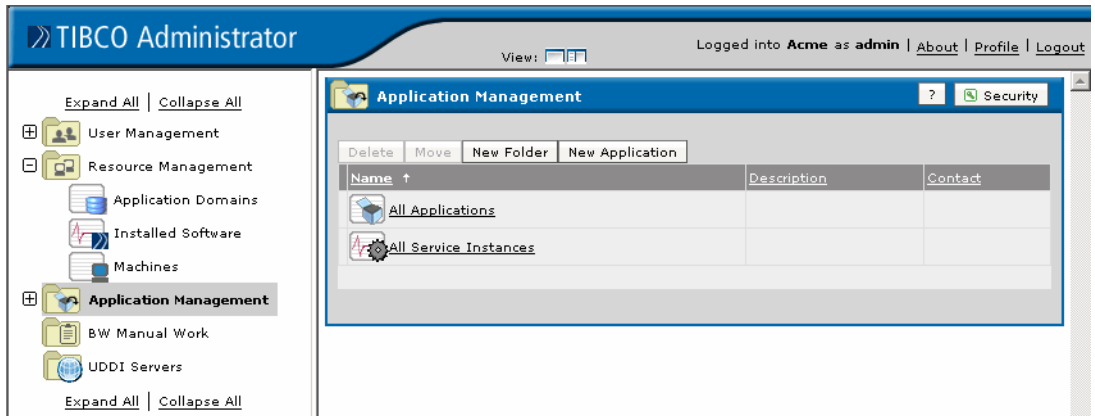 TIBCO Administrator
View:
Logged into Acme as admin | About | Profile | Logout
Expand All | Collapse All
User Management
Resource Management
Application Domains
Installed Software
Machines
Application Management
BW Manual Work
UDDI Servers
Expand All | Collapse All
Application Management
? Security
Delete Move New Folder New Application
Name Description Contact
All Applications
All Service Instances